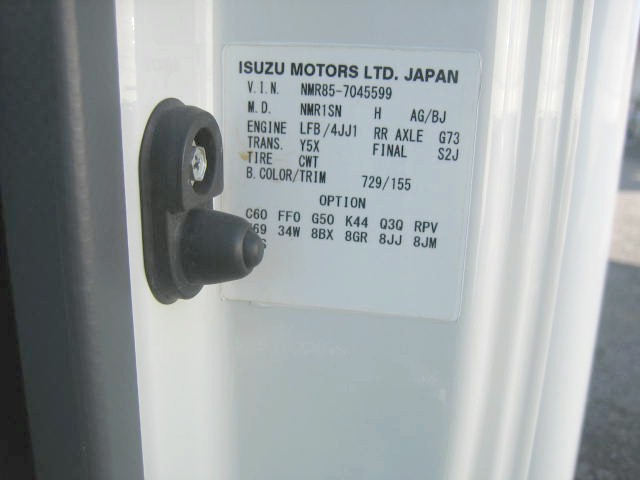 ISUZU MOTORS LTD. JAPAN
V.I.N. NMR85-7045599
M.D. NMR1SN H AG/BJ
ENGINE LFB/4JJ1 RR AXLE G73
TRANS. Y5X FINAL S2J
TIRE CWT
B.COLOR/TRIM 729/155
OPTION
C60 FF0 G50 K44 Q3Q RPV
34W 8BX 8GR 8JJ 8JM